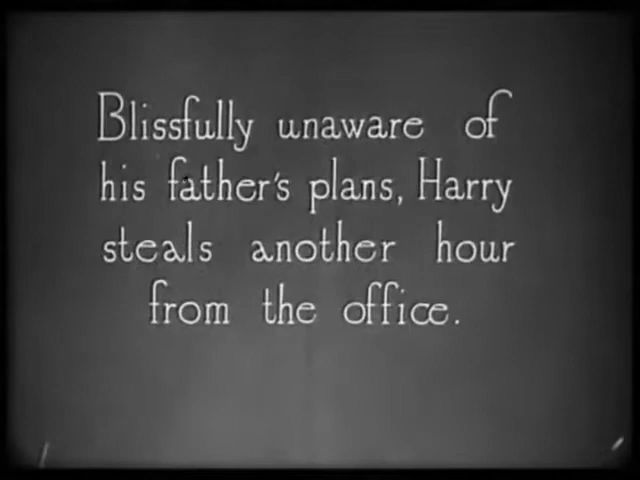 Blissfully unaware of
his father's plans, Harry
steals another hour
from the office.